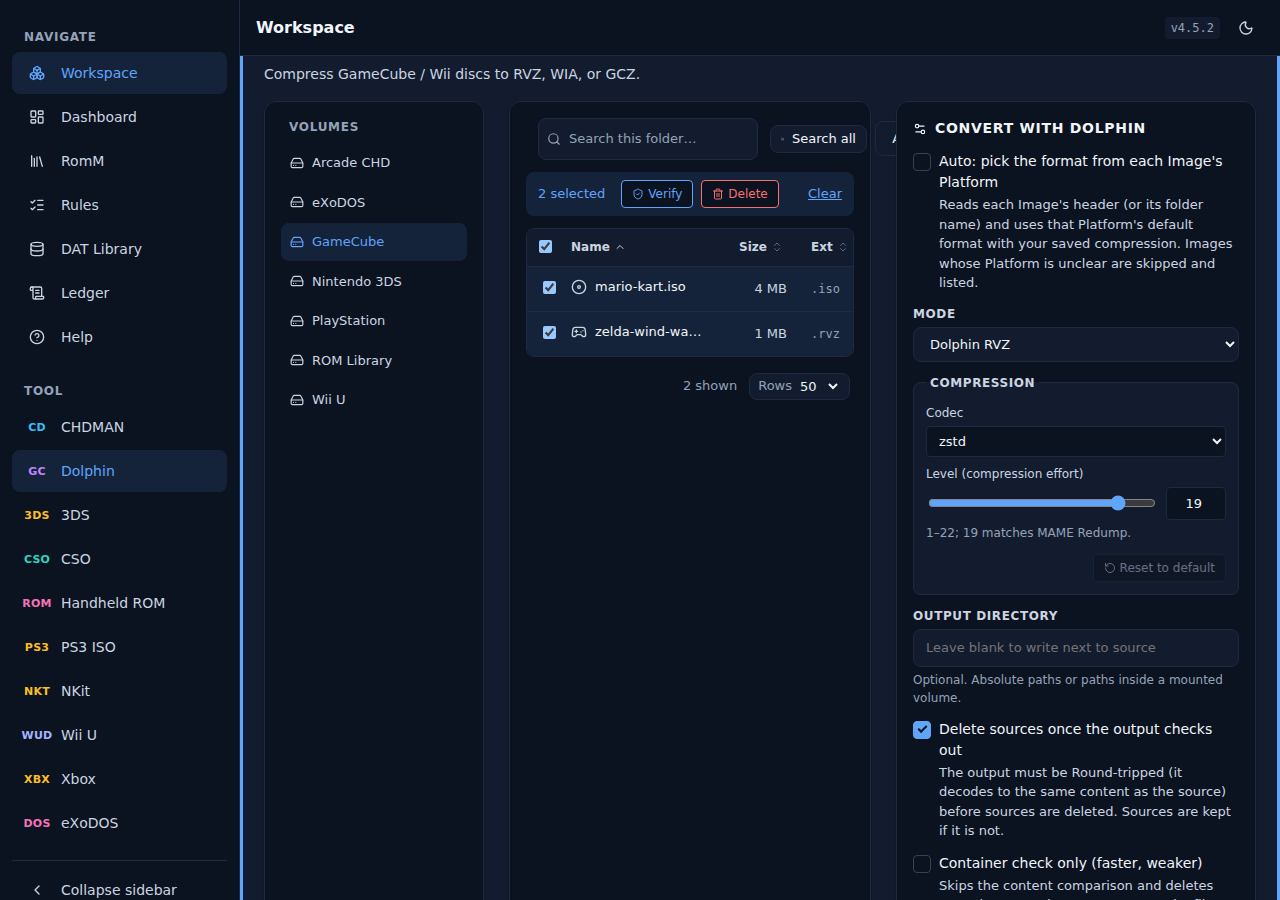 NAVIGATE
Workspace
Dashboard
RomM
Rules
DAT Library
Ledger
Help
TOOL
CD CHDMAN
GC Dolphin
3DS 3DS
CSO CSO
ROM Handheld ROM
PS3 PS3 ISO
NKT NKit
WUD Wii U
XBX Xbox
DOS eXoDOS
Collapse sidebar
Workspace
v4.5.2
Compress GameCube / Wii discs to RVZ, WIA, or GCZ.
VOLUMES
Arcade CHD
eXoDOS
GameCube
Nintendo 3DS
PlayStation
ROM Library
Wii U
Search this folder…
Search all
2 selected Verify Delete Clear
Name Size Ext
mario-kart.iso 4 MB .iso
zelda-wind-wa… 1 MB .rvz
2 shown Rows 50
CONVERT WITH DOLPHIN
Auto: pick the format from each Image's
Platform
Reads each Image's header (or its folder
name) and uses that Platform's default
format with your saved compression. Images
whose Platform is unclear are skipped and
listed.
MODE
Dolphin RVZ
COMPRESSION
Codec
zstd
Level (compression effort)
19
1–22; 19 matches MAME Redump.
Reset to default
OUTPUT DIRECTORY
Leave blank to write next to source
Optional. Absolute paths or paths inside a mounted
volume.
Delete sources once the output checks
out
The output must be Round-tripped (it
decodes to the same content as the source)
before sources are deleted. Sources are kept
if it is not.
Container check only (faster, weaker)
Skips the content comparison and deletes